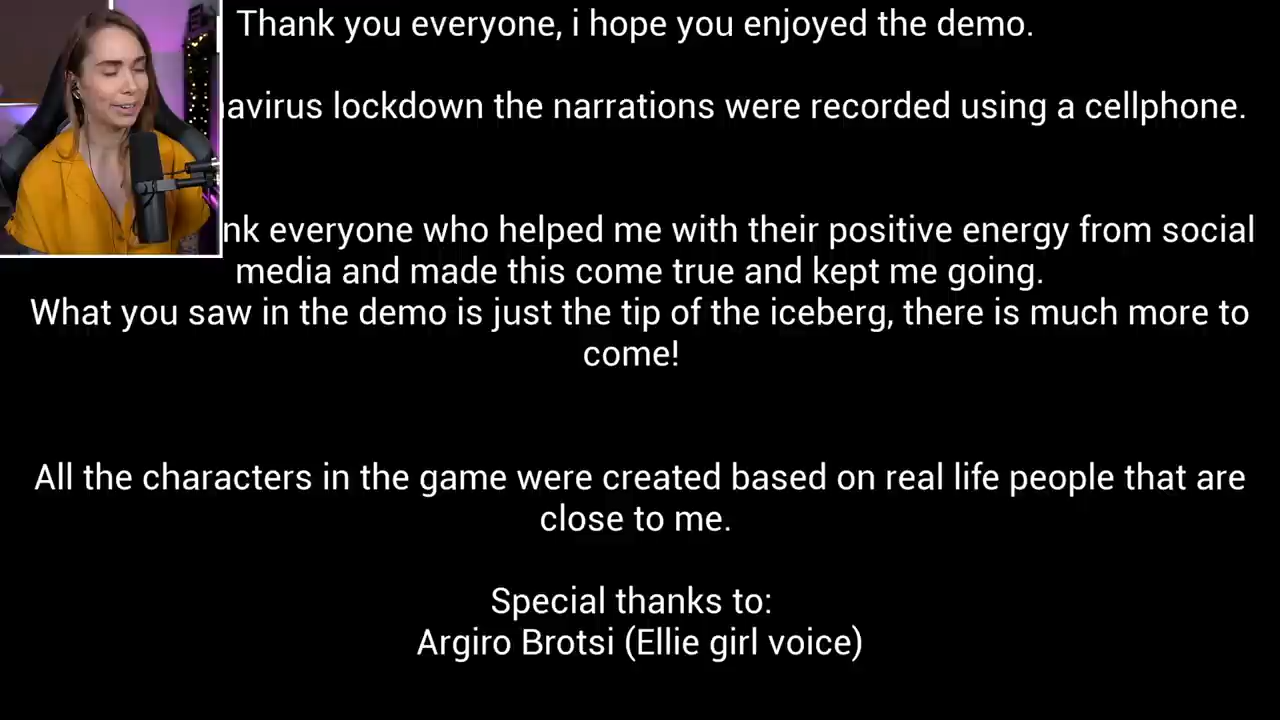 Thank you everyone, i hope you enjoyed the demo.
avirus lockdown the narrations were recorded using a cellphone.
nk everyone who helped me with their positive energy from social
media and made this come true and kept me going.
What you saw in the demo is just the tip of the iceberg, there is much more to
come!
All the characters in the game were created based on real life people that are
close to me.
Special thanks to:
Argiro Brotsi (Ellie girl voice)